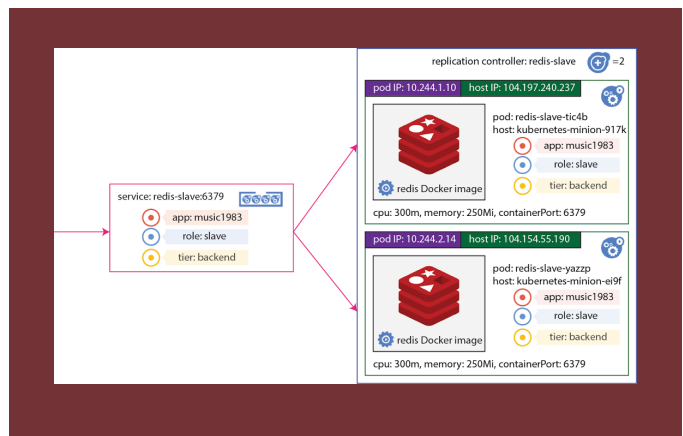 replication controller: redis-slave =2
pod IP: 10.244.1.10 host IP: 104.197.240.237
pod: redis-slave-tic4b
host: kubernetes-minion-917k
app: music1983
role: slave
tier: backend
redis Docker image
cpu: 300m, memory: 250Mi, containerPort: 6379
service: redis-slave:6379
app: music1983
role: slave
tier: backend
pod IP: 10.244.2.14 host IP: 104.154.55.190
pod: redis-slave-yazzp
host: kubernetes-minion-ei9f
app: music1983
role: slave
tier: backend
redis Docker image
cpu: 300m, memory: 250Mi, containerPort: 6379